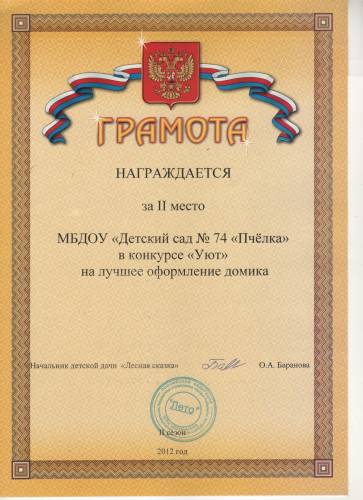 ГРАМОТА
НАГРАЖДАЕТСЯ
за II место
МБДОУ «Детский сад № 74 «Пчёлка»
в конкурсе «Уют»
на лучшее оформление домика
Начальник детской дачи «Лесная сказка» О.А. Баранова
"Лето"
II сезон
2012 год